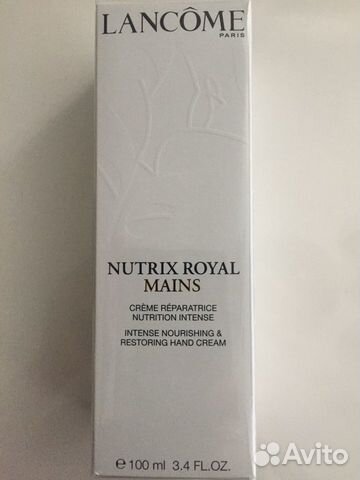 LANCÔME
PARIS
NUTRIX ROYAL
MAINS
CRÈME RÉPARATRICE
NUTRITION INTENSE
INTENSE NOURISHING &
RESTORING HAND CREAM
℮ 100 ml 3.4 FL.OZ.
Avito